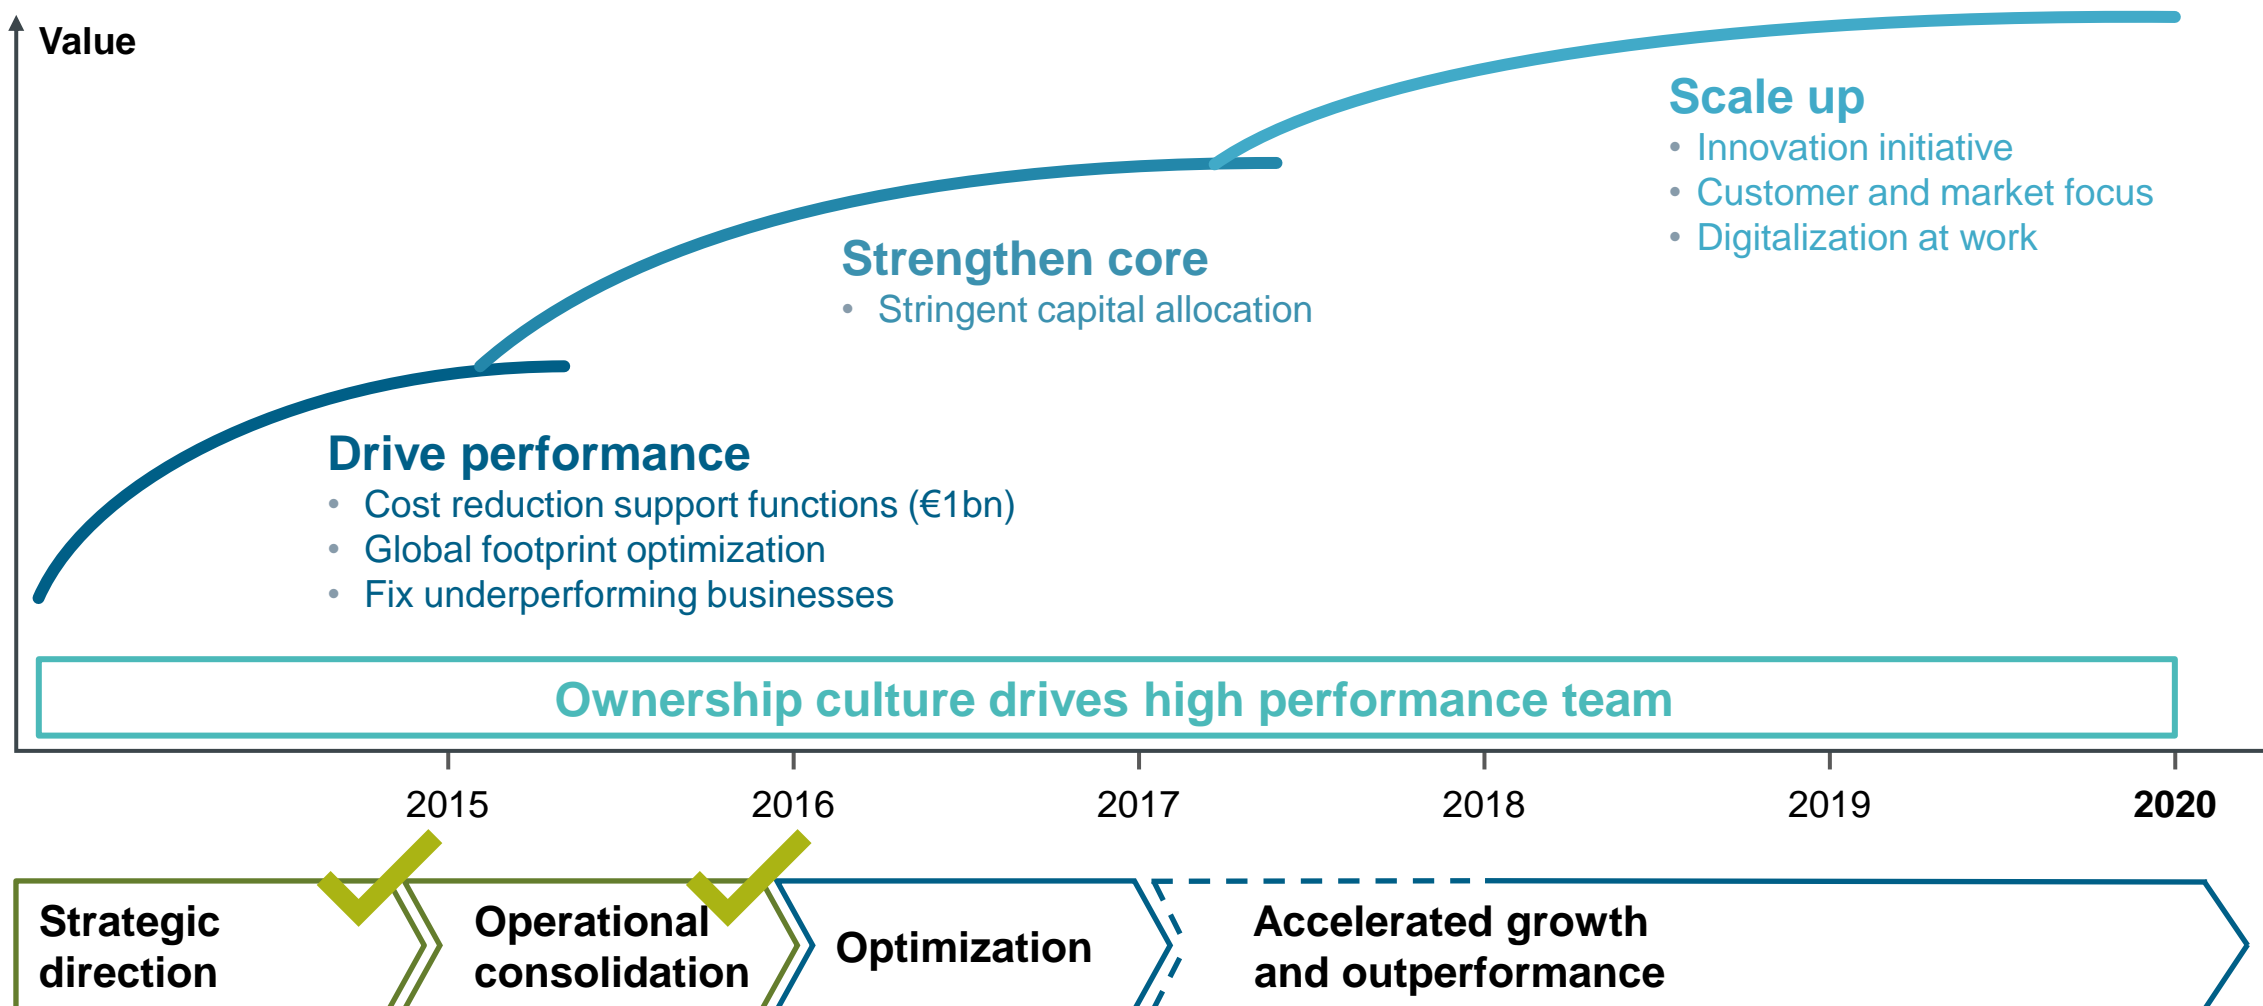 Value
Scale up
• Innovation initiative
• Customer and market focus
• Digitalization at work
Strengthen core
• Stringent capital allocation
Drive performance
• Cost reduction support functions (€1bn)
• Global footprint optimization
• Fix underperforming businesses
Ownership culture drives high performance team
2015 2016 2017 2018 2019 2020
Strategic
direction
Operational
consolidation
Optimization
Accelerated growth
and outperformance